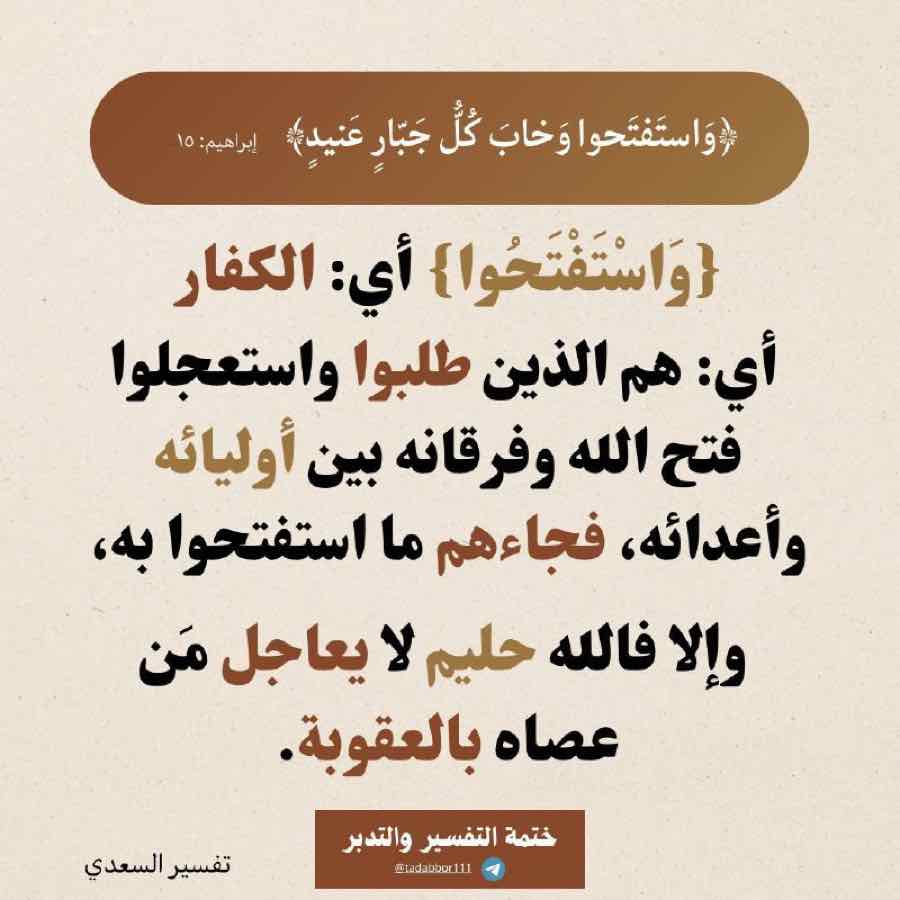 ﴿وَاستَفتَحوا وَخابَ كُلُّ جَبّارٍ عَنيدٍ﴾ إبراهيم: ١٥
{وَاسْتَفْتَحُوا} أي: الكفار
أي: هم الذين طلبوا واستعجلوا
فتح الله وفرقانه بين أوليائه
وأعدائه، فجاءهم ما استفتحوا به،
وإلا فالله حليم لا يعاجل مَن
عصاه بالعقوبة.
ختمة التفسير والتدبر
@tadabbor111
تفسير السعدي